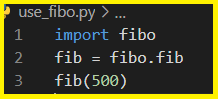 use_fibo.py > ...
1 import fibo
2 fib = fibo.fib
3 fib(500)